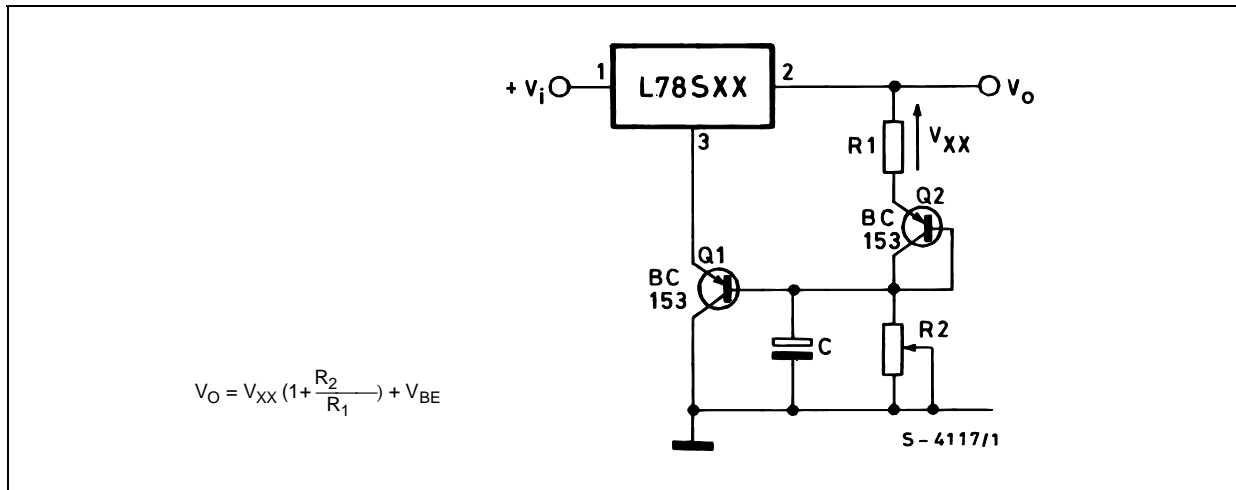 + Vi
1
L78SXX
2
Vo
3
R1
VXX
Q2
BC
153
Q1
BC
153
C
R2
VO = VXX (1+ R2/R1) + VBE
S-4117/1